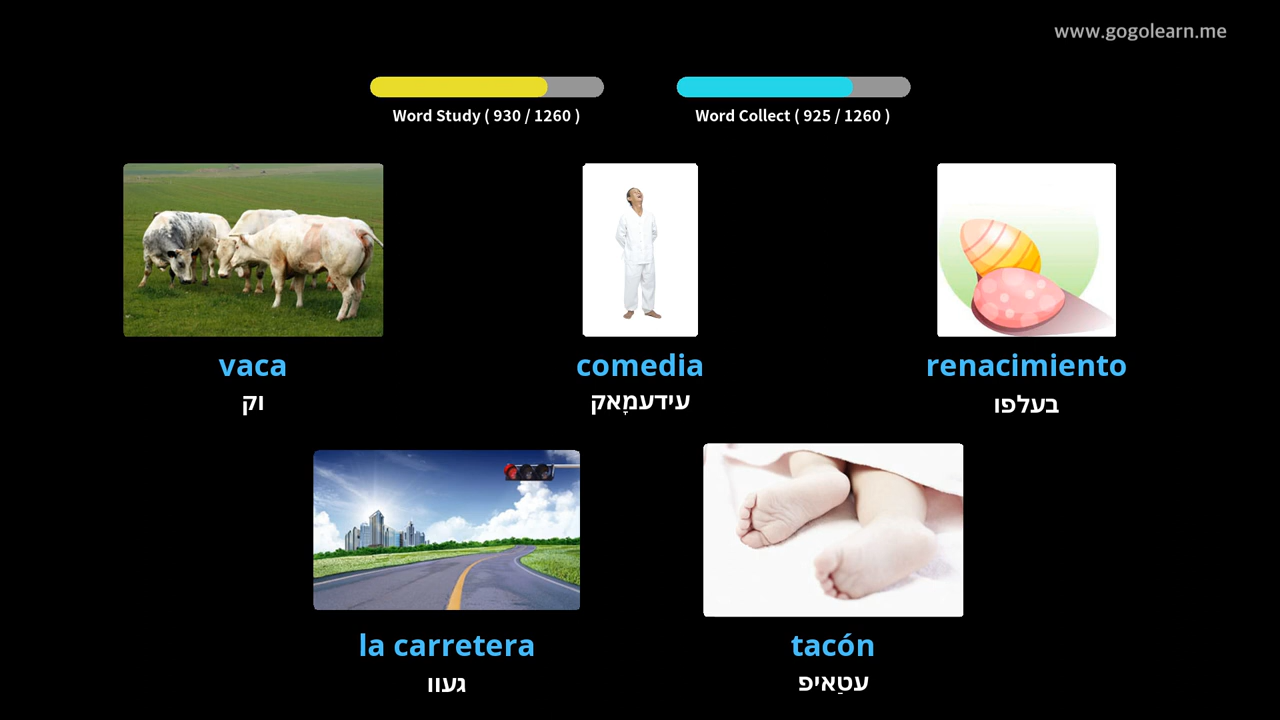 www.gogolearn.me
Word Study ( 930 / 1260 )
Word Collect ( 925 / 1260 )
vaca
וק
comedia
עידעמָאק
renacimiento
בעלפו
la carretera
געוו
tacón
עטַאיפ